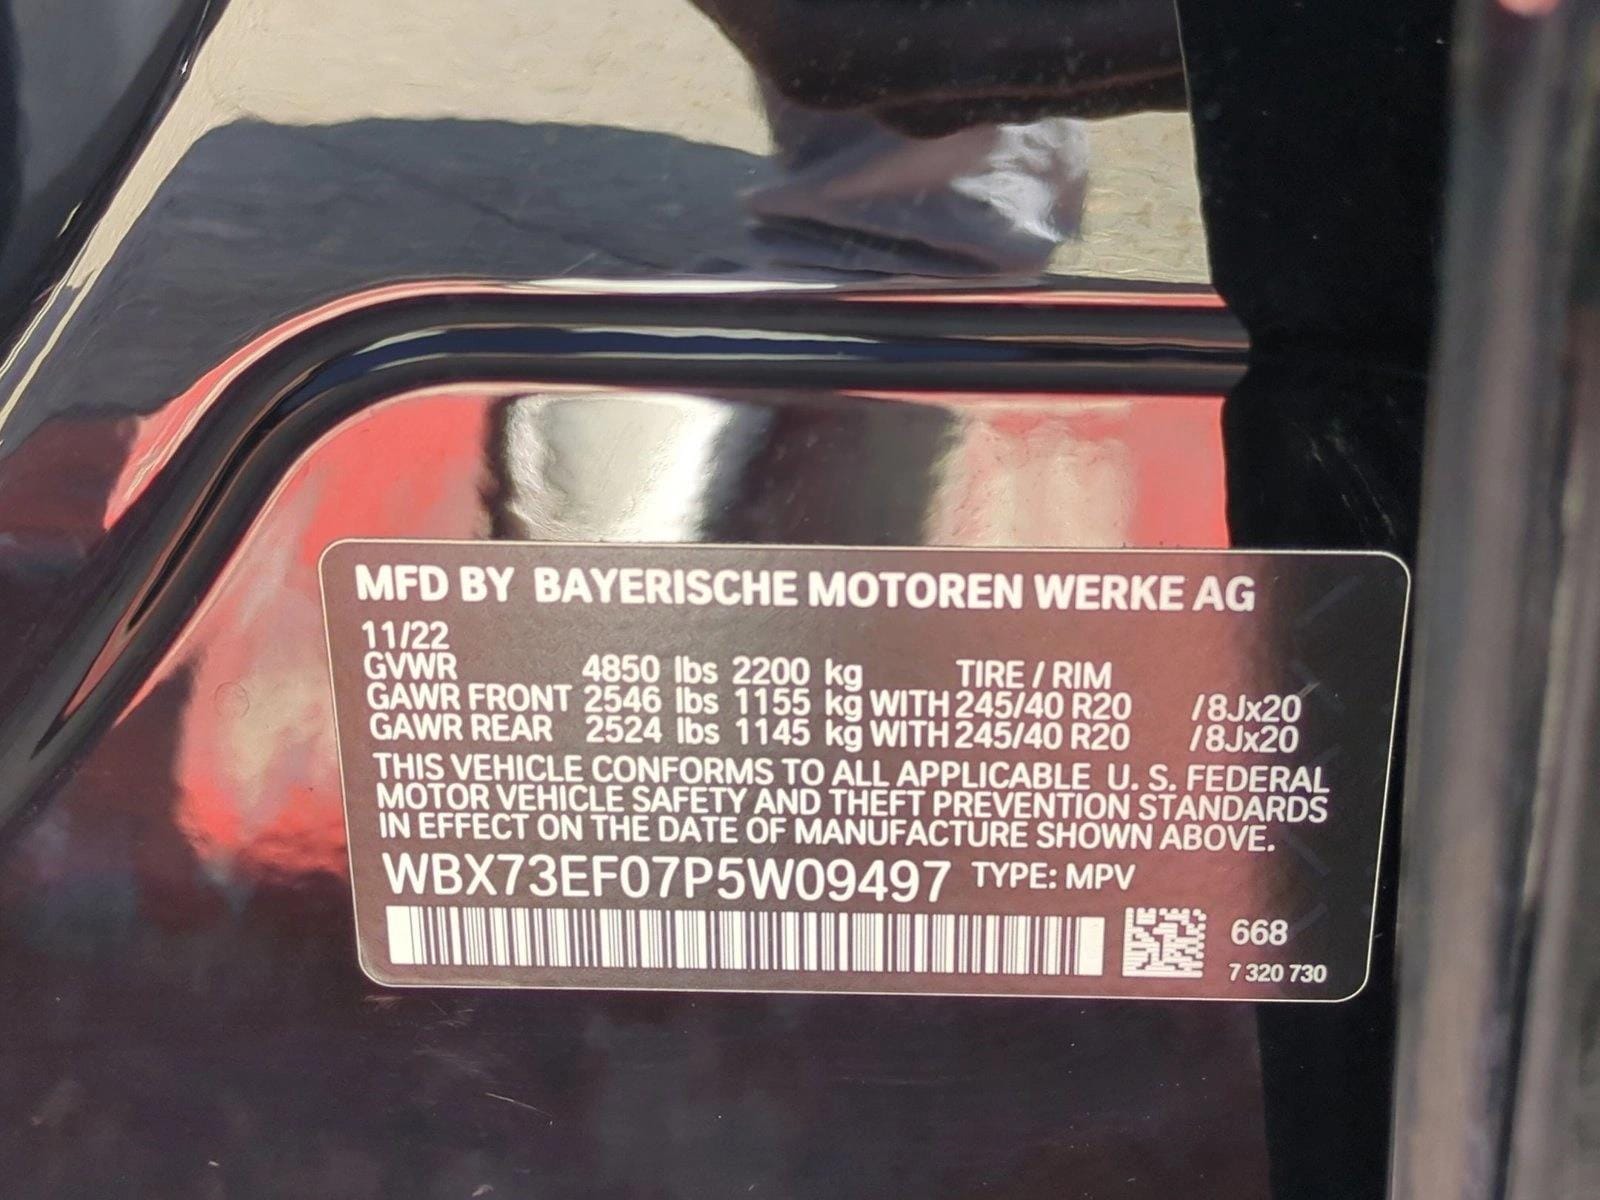 MFD BY BAYERISCHE MOTOREN WERKE AG
11/22
GVWR 4850 lbs 2200 kg TIRE / RIM
GAWR FRONT 2546 lbs 1155 kg WITH 245/40 R20 /8Jx20
GAWR REAR 2524 lbs 1145 kg WITH 245/40 R20 /8Jx20
THIS VEHICLE CONFORMS TO ALL APPLICABLE U. S. FEDERAL
MOTOR VEHICLE SAFETY AND THEFT PREVENTION STANDARDS
IN EFFECT ON THE DATE OF MANUFACTURE SHOWN ABOVE.
WBX73EF07P5W09497 TYPE: MPV
668
7 320 730